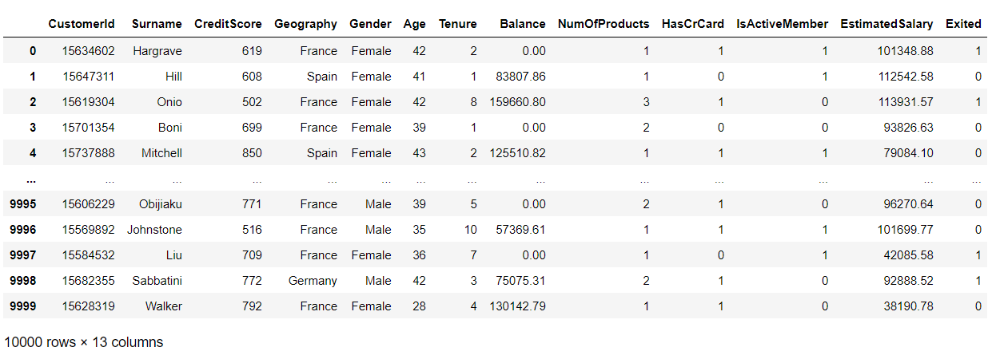 CustomerId Surname CreditScore Geography Gender Age Tenure Balance NumOfProducts HasCrCard IsActiveMember EstimatedSalary Exited
0 15634602 Hargrave 619 France Female 42 2 0.00 1 1 1 101348.88 1
1 15647311 Hill 608 Spain Female 41 1 83807.86 1 0 1 112542.58 0
2 15619304 Onio 502 France Female 42 8 159660.80 3 1 0 113931.57 1
3 15701354 Boni 699 France Female 39 1 0.00 2 0 0 93826.63 0
4 15737888 Mitchell 850 Spain Female 43 2 125510.82 1 1 1 79084.10 0
... ... ... ... ... ... ... ... ... ... ... ... ... ...
9995 15606229 Obijiaku 771 France Male 39 5 0.00 2 1 0 96270.64 0
9996 15569892 Johnstone 516 France Male 35 10 57369.61 1 1 1 101699.77 0
9997 15584532 Liu 709 France Female 36 7 0.00 1 0 1 42085.58 1
9998 15682355 Sabbatini 772 Germany Male 42 3 75075.31 2 1 0 92888.52 1
9999 15628319 Walker 792 France Female 28 4 130142.79 1 1 0 38190.78 0
10000 rows × 13 columns